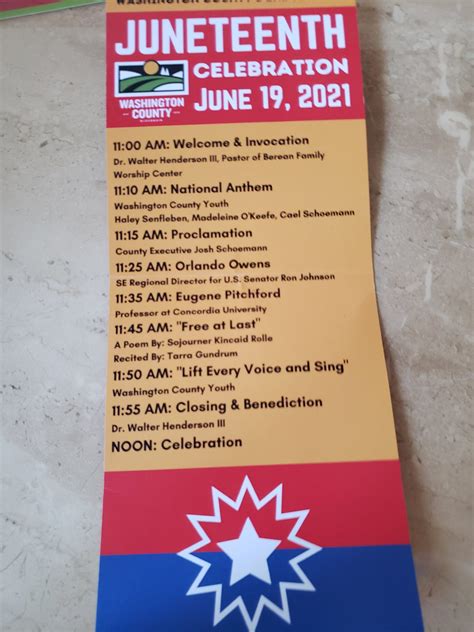 JUNETEENTH
WASHINGTON
COUNTY
CELEBRATION
JUNE 19, 2021
11:00 AM: Welcome & Invocation
Dr. Walter Henderson III, Pastor of Berean Family
Worship Center
11:10 AM: National Anthem
Washington County Youth
Haley Senfleben, Madeleine O'Keefe, Cael Schoemann
11:15 AM: Proclamation
County Executive Josh Schoemann
11:25 AM: Orlando Owens
SE Regional Director for U.S. Senator Ron Johnson
11:35 AM: Eugene Pitchford
Professor at Concordia University
11:45 AM: "Free at Last"
A Poem By: Sojourner Kincaid Rolle
Recited By: Tarra Gundrum
11:50 AM: "Lift Every Voice and Sing"
Washington County Youth
11:55 AM: Closing & Benediction
Dr. Walter Henderson III
NOON: Celebration